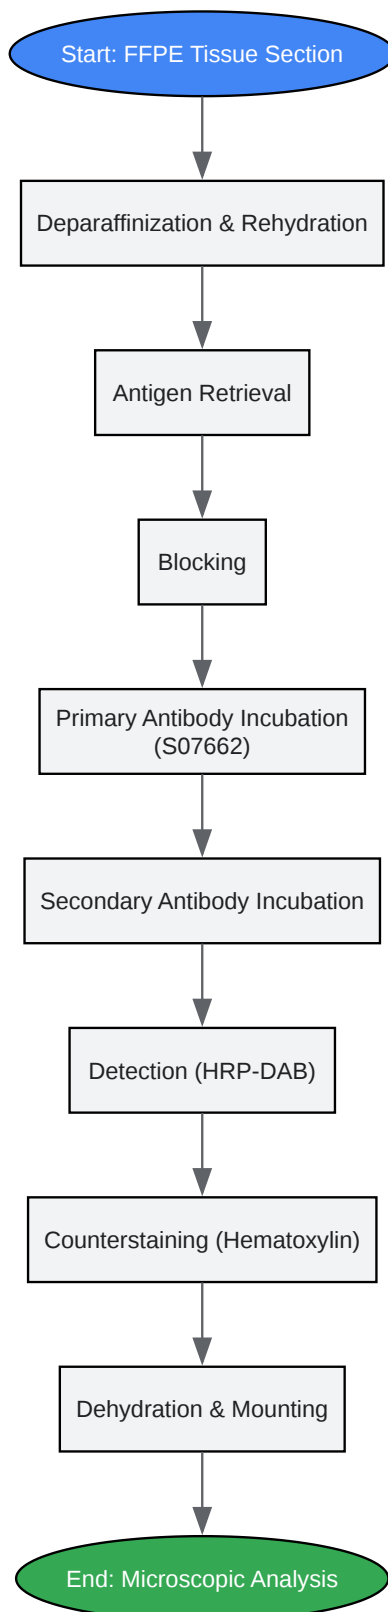 Start: FFPE Tissue Section
Deparaffinization & Rehydration
Antigen Retrieval
Blocking
Primary Antibody Incubation
(S07662)
Secondary Antibody Incubation
Detection (HRP-DAB)
Counterstaining (Hematoxylin)
Dehydration & Mounting
End: Microscopic Analysis